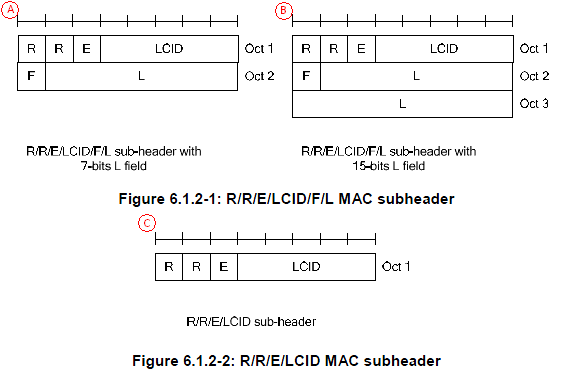 A
R R E LCID Oct 1
F L Oct 2
R/R/E/LCID/F/L sub-header with
7-bits L field
B
R R E LCID Oct 1
F L Oct 2
L Oct 3
R/R/E/LCID/F/L sub-header with
15-bits L field
Figure 6.1.2-1: R/R/E/LCID/F/L MAC subheader
C
R R E LCID Oct 1
R/R/E/LCID sub-header
Figure 6.1.2-2: R/R/E/LCID MAC subheader